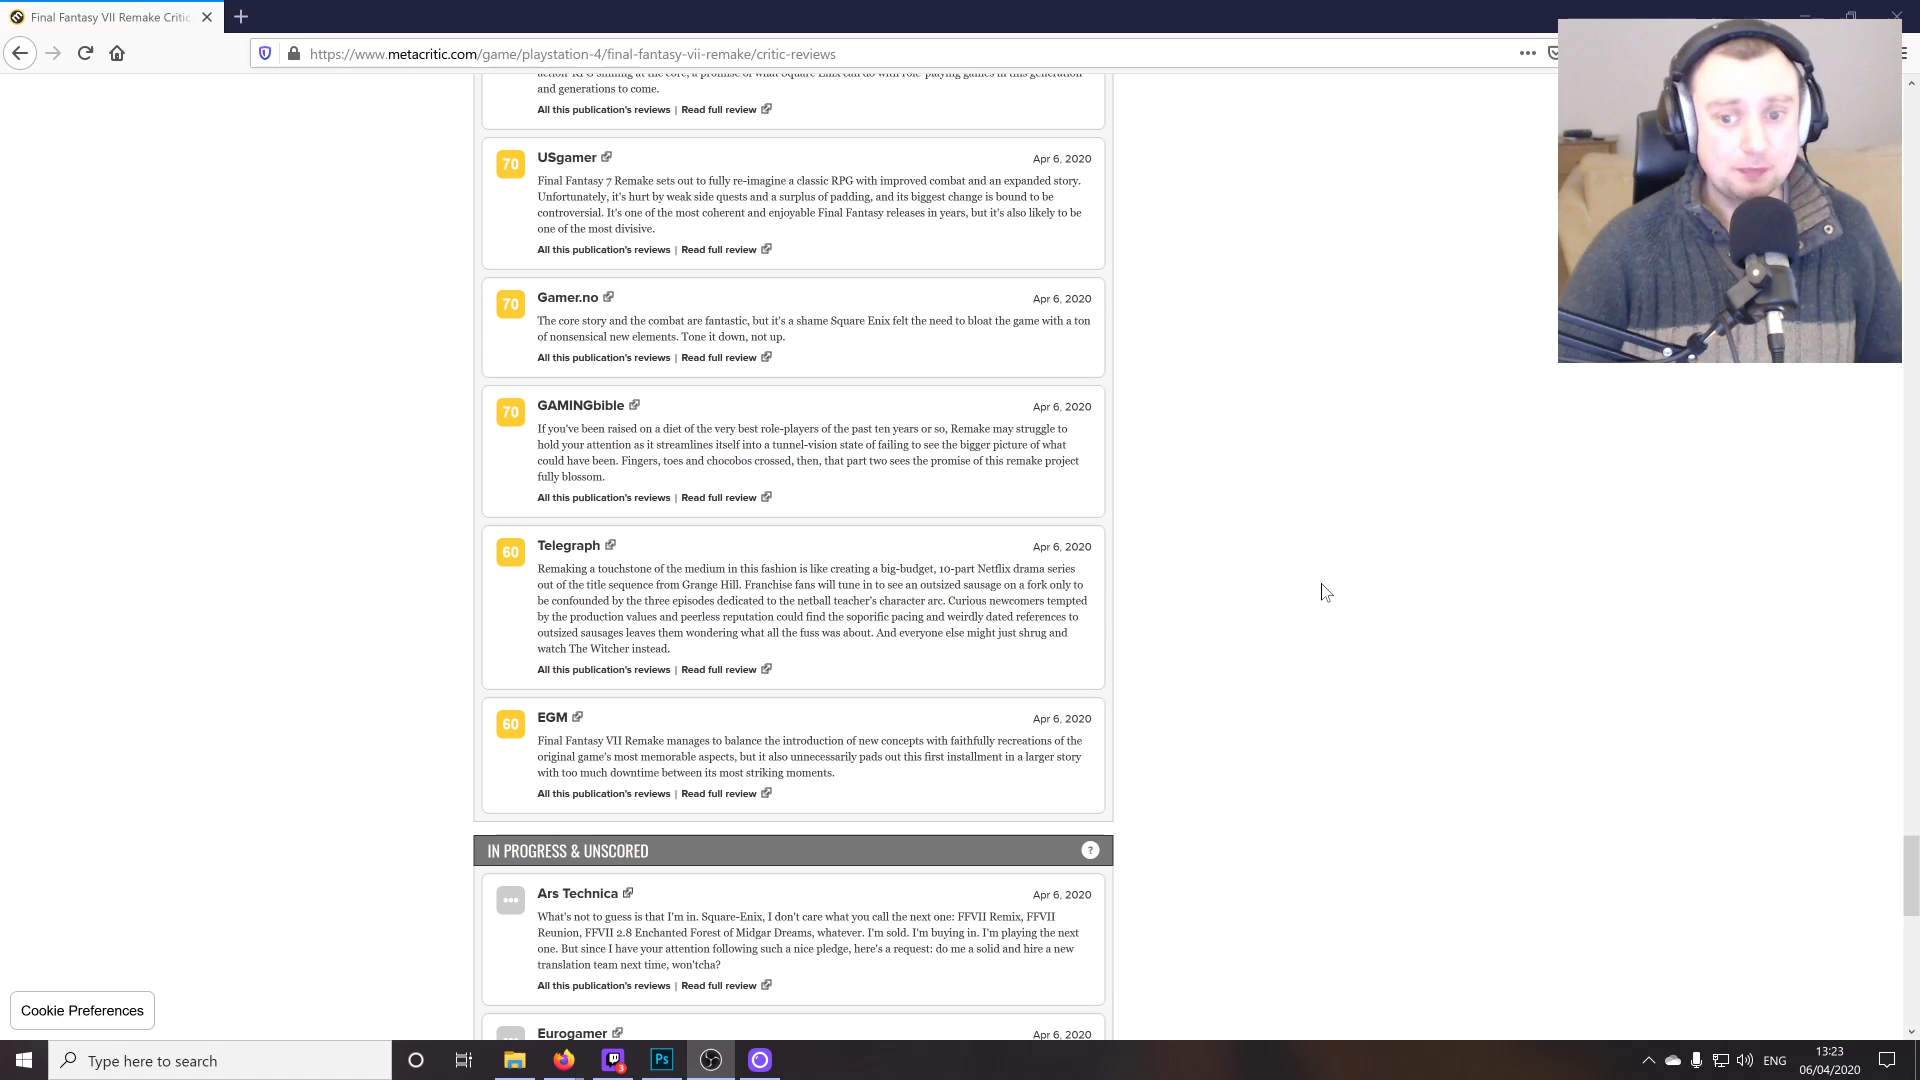 Final Fantasy VII Remake Critic
https://www.metacritic.com/game/playstation-4/final-fantasy-vii-remake/critic-reviews
action-RPG shining at the core, a promise of what Square Enix can do with role-playing games in this generation
and generations to come.
All this publication's reviews | Read full review
70
USgamer
Apr 6, 2020
Final Fantasy 7 Remake sets out to fully re-imagine a classic RPG with improved combat and an expanded story.
Unfortunately, it's hurt by weak side quests and a surplus of padding, and its biggest change is bound to be
controversial. It's one of the most coherent and enjoyable Final Fantasy releases in years, but it's also likely to be
one of the most divisive.
All this publication's reviews | Read full review
70
Gamer.no
Apr 6, 2020
The core story and the combat are fantastic, but it's a shame Square Enix felt the need to bloat the game with a ton
of nonsensical new elements. Tone it down, not up.
All this publication's reviews | Read full review
70
GAMINGbible
Apr 6, 2020
If you've been raised on a diet of the very best role-players of the past ten years or so, Remake may struggle to
hold your attention as it streamlines itself into a tunnel-vision state of failing to see the bigger picture of what
could have been. Fingers, toes and chocobos crossed, then, that part two sees the promise of this remake project
fully blossom.
All this publication's reviews | Read full review
60
Telegraph
Apr 6, 2020
Remaking a touchstone of the medium in this fashion is like creating a big-budget, 10-part Netflix drama series
out of the title sequence from Grange Hill. Franchise fans will tune in to see an outsized sausage on a fork only to
be confounded by the three episodes dedicated to the netball teacher's character arc. Curious newcomers tempted
by the production values and peerless reputation could find the soporific pacing and weirdly dated references to
outsized sausages leaves them wondering what all the fuss was about. And everyone else might just shrug and
watch The Witcher instead.
All this publication's reviews | Read full review
60
EGM
Apr 6, 2020
Final Fantasy VII Remake manages to balance the introduction of new concepts with faithfully recreations of the
original game's most memorable aspects, but it also unnecessarily pads out this first installment in a larger story
with too much downtime between its most striking moments.
All this publication's reviews | Read full review
IN PROGRESS & UNSCORED
?
Ars Technica
Apr 6, 2020
What's not to guess is that I'm in. Square-Enix, I don't care what you call the next one: FFVII Remix, FFVII
Reunion, FFVII 2.8 Enchanted Forest of Midgar Dreams, whatever. I'm sold. I'm buying in. I'm playing the next
one. But since I have your attention following such a nice pledge, here's a request: do me a solid and hire a new
translation team next time, won'tcha?
All this publication's reviews | Read full review
Eurogamer
Apr 6, 2020
Cookie Preferences
Type here to search
3
Ps
ENG
13:23
06/04/2020